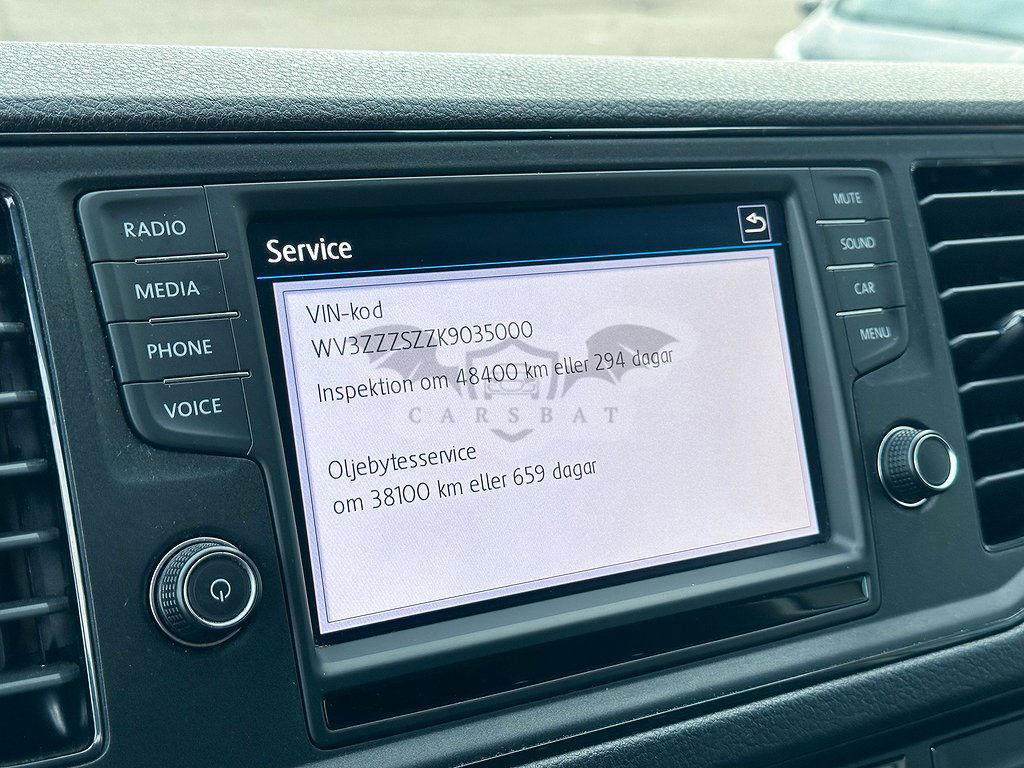 RADIO
MEDIA
PHONE
VOICE
Service
VIN-kod
WV3ZZZSZZK9035000
Inspektion om 48400 km eller 294 dagar
Oljebytesservice
om 38100 km eller 659 dagar
CARSBAT
MUTE
SOUND
CAR
MENU